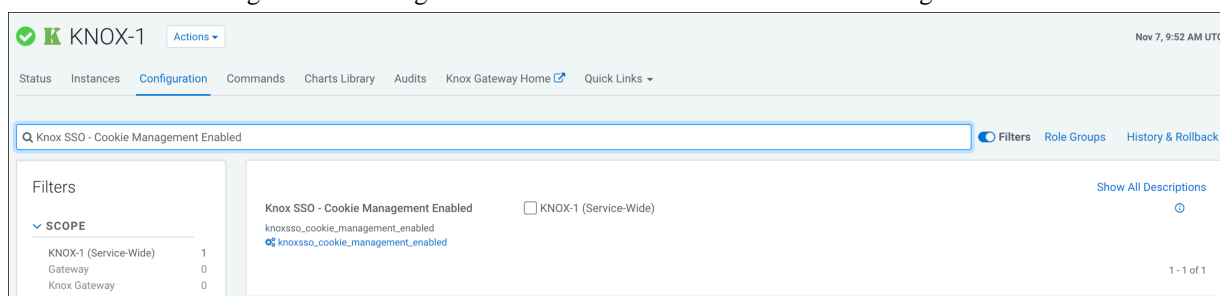 KNOX-1 Actions
Nov 7, 9:52 AM UTC
Status Instances Configuration Commands Charts Library Audits Knox Gateway Home Quick Links
Knox SSO - Cookie Management Enabled
Filters Role Groups History & Rollback
Filters
Show All Descriptions
SCOPE
Knox SSO - Cookie Management Enabled KNOX-1 (Service-Wide)
knoxsso_cookie_management_enabled
knoxsso_cookie_management_enabled
KNOX-1 (Service-Wide) 1
Gateway 0
Knox Gateway 0
1 - 1 of 1